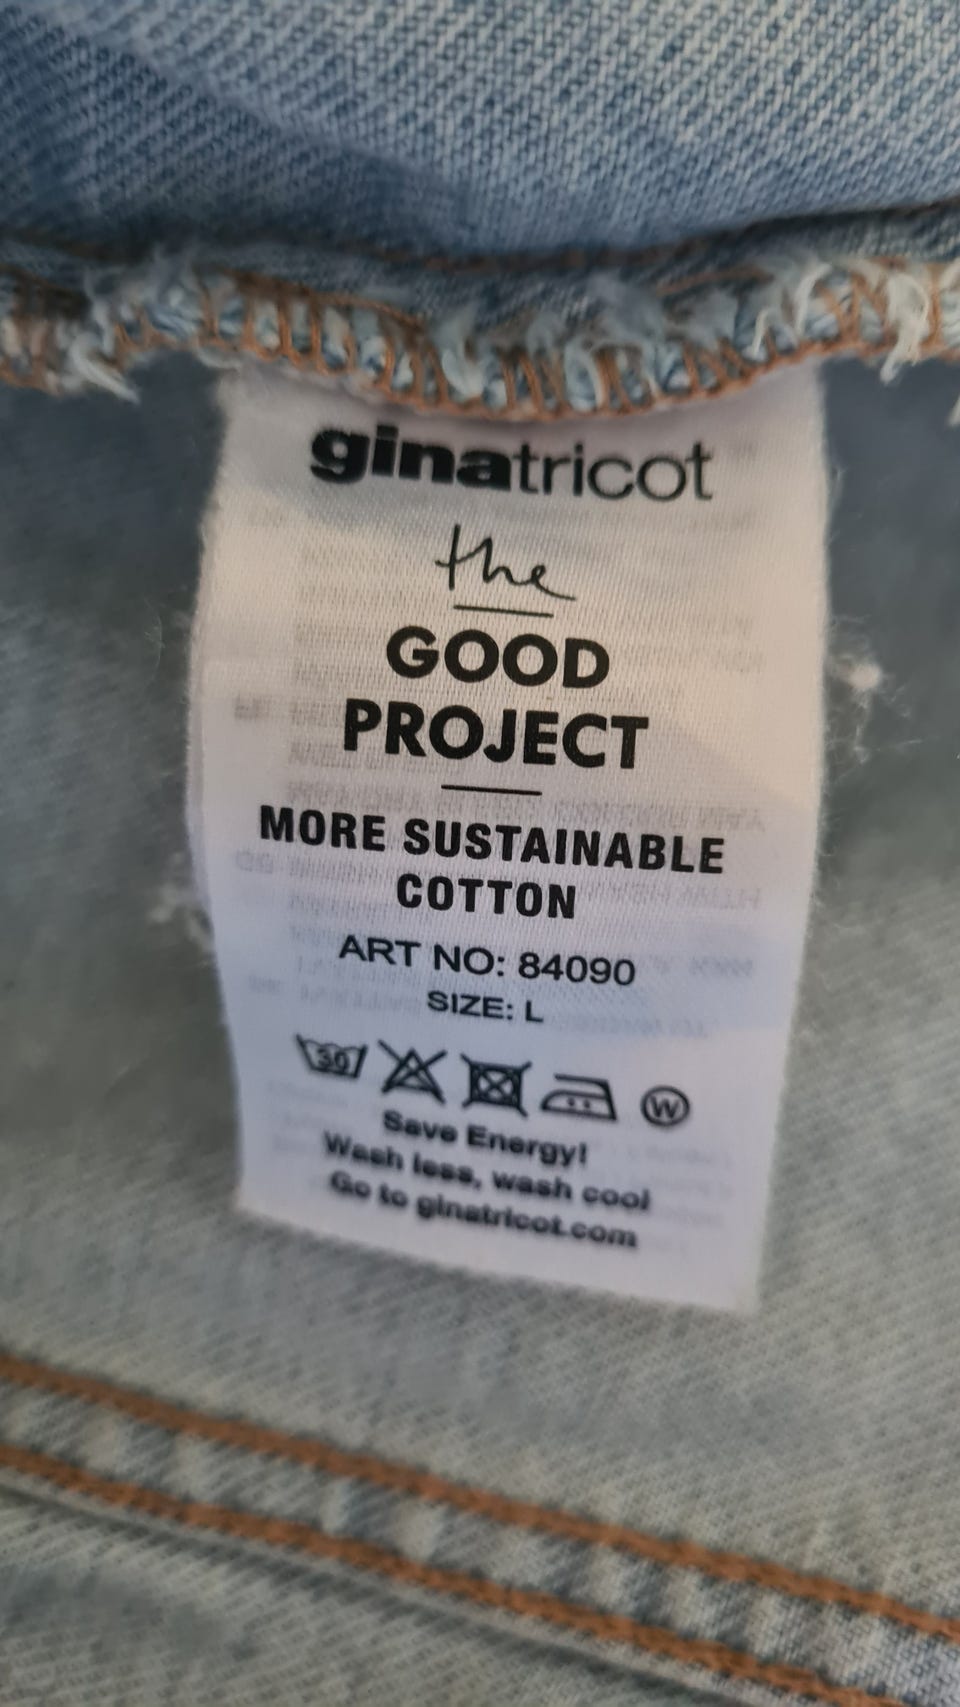 ginatricot
the
GOOD
PROJECT
MORE SUSTAINABLE
COTTON
ART NO: 84090
SIZE: L
30
W
Save Energy!
Wash less, wash cool
Go to ginatricot.com